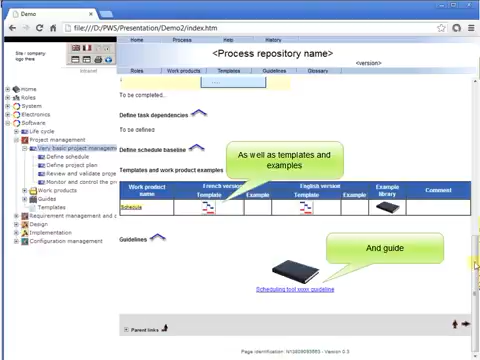 Demo
file:///D:/PWS/Presentation/Demo2/index.htm
Home Process Help History
Site : company
logo there
<Process repository name>
<version>
Intranet
Roles Work products Templates Guidelines Glossary
Home
Roles
System
Electronics
Software
Life cycle
Project management
Very basic project managem
Define schedule
Define project plan
Review and validate proje
Monitor and control the pr
Work products
Guides
Templates
Requirement management and c
Design
Implementation
Configuration management
To be completed...
Define task dependencies
To be defined
Define schedule baseline
As well as templates and
examples
Templates and work product examples
Work product
name
French version
Template Example
English version
Template Example
Example
library
Comment
Schedule
Guidelines
And guide
Scheduling tool xxxx guideline
Parent links